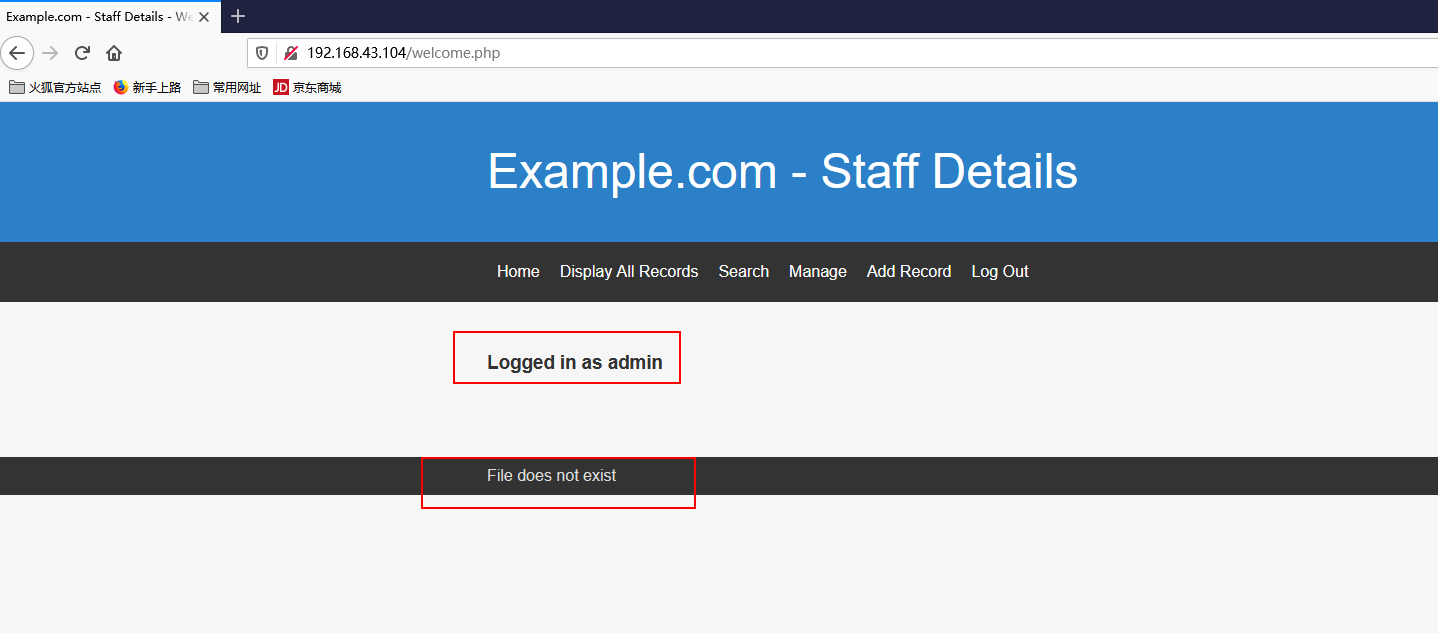 Example.com - Staff Details - We
192.168.43.104/welcome.php
火狐官方站点 新手上路 常用网址 JD 京东商城
Example.com - Staff Details
Home Display All Records Search Manage Add Record Log Out
Logged in as admin
File does not exist